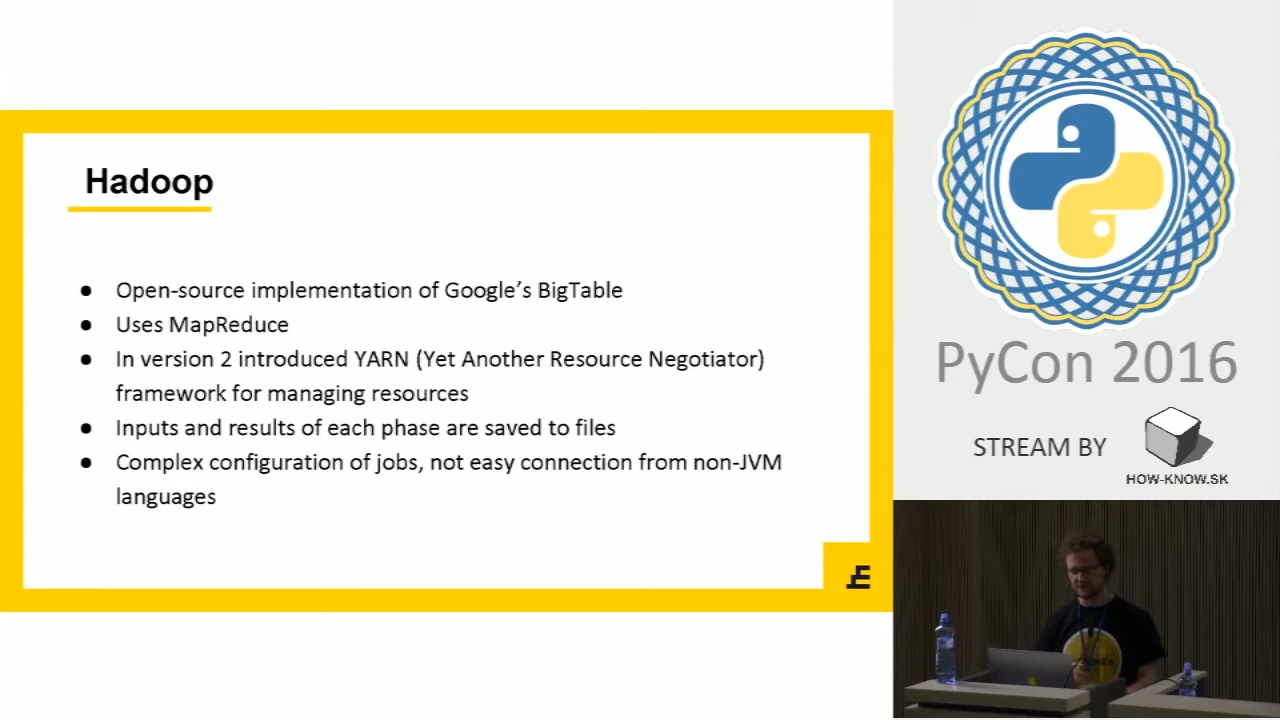 Hadoop
● Open-source implementation of Google's BigTable
● Uses MapReduce
● In version 2 introduced YARN (Yet Another Resource Negotiator)
framework for managing resources
● Inputs and results of each phase are saved to files
● Complex configuration of jobs, not easy connection from non-JVM
languages
PyCon 2016
STREAM BY
HOW-KNOW.SK